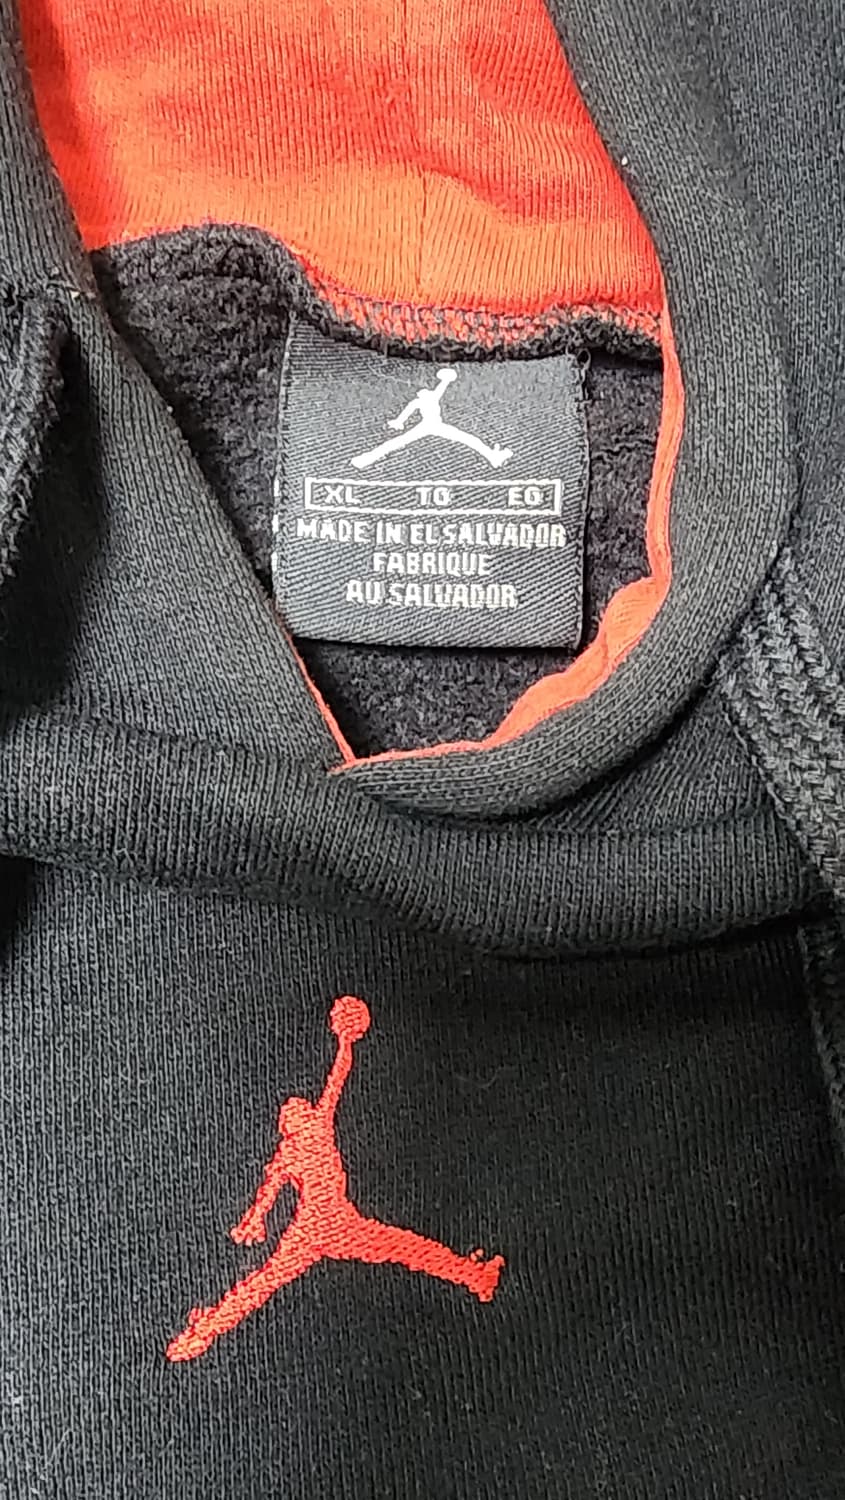 XL TG EG
MADE IN EL SALVADOR
FABRIQUE
AU SALVADOR